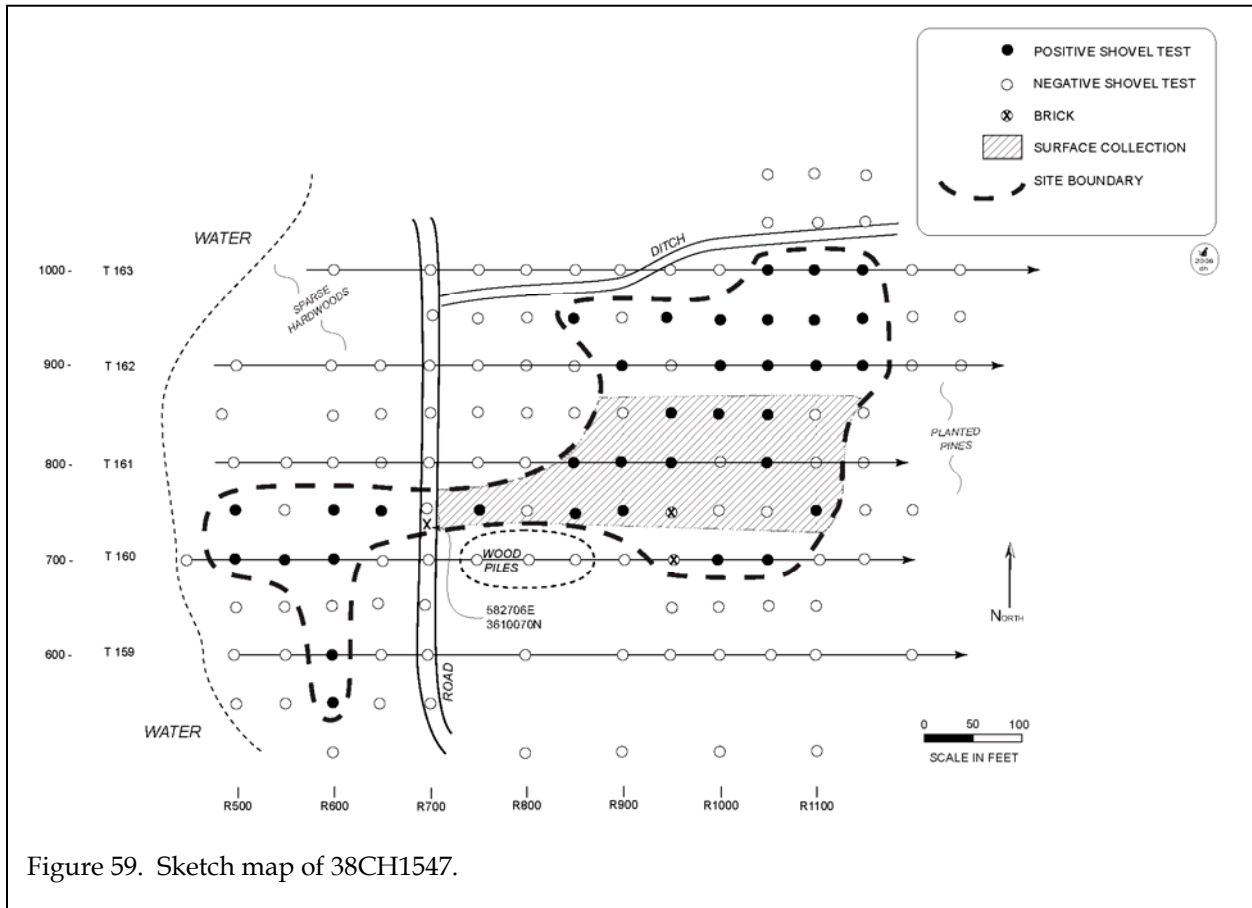 POSITIVE SHOVEL TEST
NEGATIVE SHOVEL TEST
BRICK
SURFACE COLLECTION
SITE BOUNDARY
2006
dh
WATER
DITCH
1000 - T 163
SPARSE
HARDWOODS
900 - T 162
PLANTED
PINES
800 - T 161
700 - T 160
WOOD
PILES
582706E
3610070N
NORTH
600 - T 159
ROAD
WATER
0 50 100
SCALE IN FEET
R500 R600 R700 R800 R900 R1000 R1100
Figure 59. Sketch map of 38CH1547.